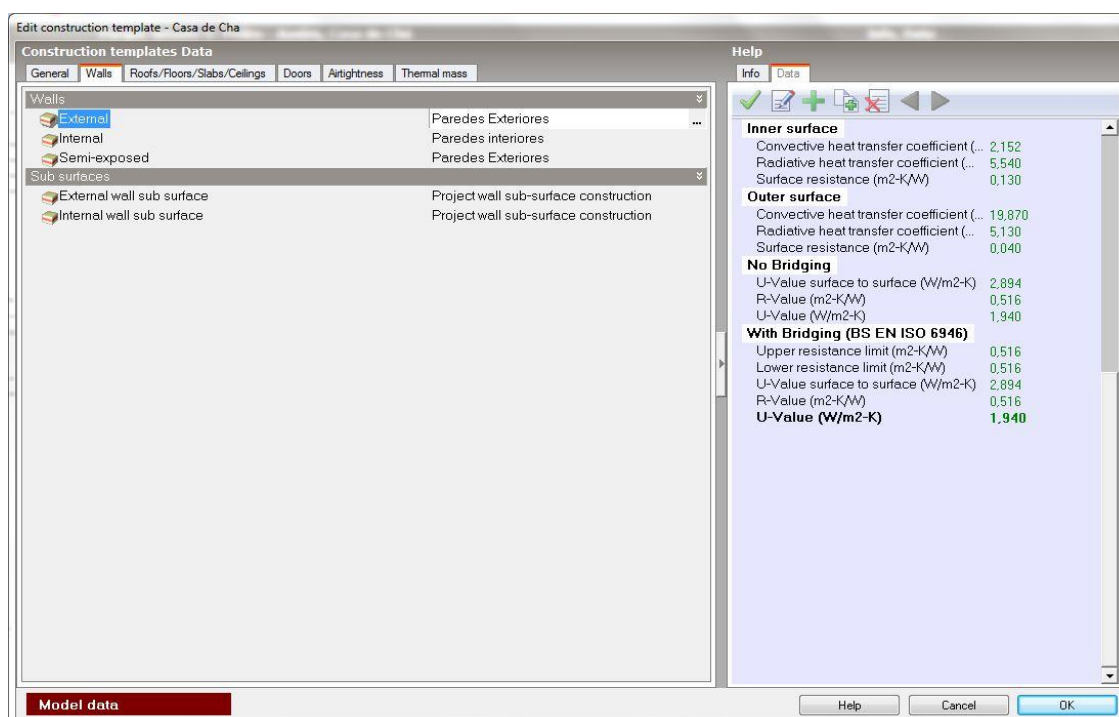 Edit construction template - Casa de Cha
Construction templates Data
General Walls Roofs/Floors/Slabs/Ceilings Doors Airtightness Thermal mass
Walls
External Paredes Exteriores ...
Internal Paredes interiores
Semi-exposed Paredes Exteriores
Sub surfaces
External wall sub surface Project wall sub-surface construction
Internal wall sub surface Project wall sub-surface construction
Model data
Help
Info Data
Inner surface
Convective heat transfer coefficient (... 2,152
Radiative heat transfer coefficient (... 5,540
Surface resistance (m2-K/W) 0,130
Outer surface
Convective heat transfer coefficient (... 19,870
Radiative heat transfer coefficient (... 5,130
Surface resistance (m2-K/W) 0,040
No Bridging
U-Value surface to surface (W/m2-K) 2,894
R-Value (m2-K/W) 0,516
U-Value (W/m2-K) 1,940
With Bridging (BS EN ISO 6946)
Upper resistance limit (m2-K/W) 0,516
Lower resistance limit (m2-K/W) 0,516
U-Value surface to surface (W/m2-K) 2,894
R-Value (m2-K/W) 0,516
U-Value (W/m2-K) 1,940
Help Cancel OK